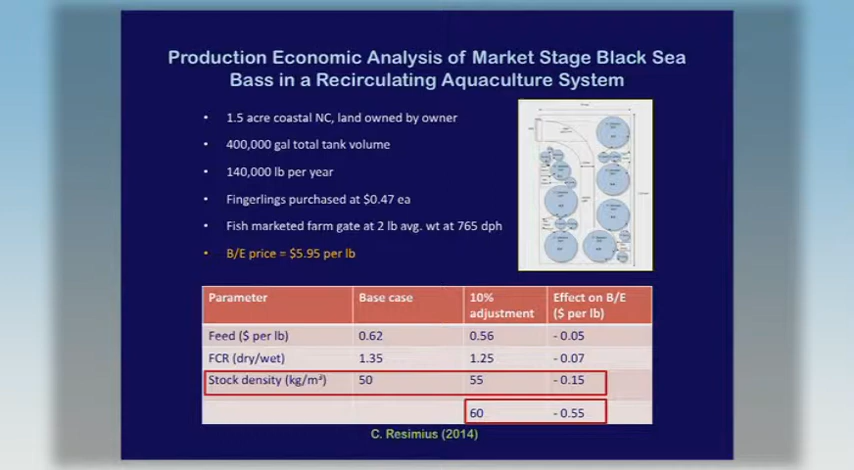 Production Economic Analysis of Market Stage Black Sea
Bass in a Recirculating Aquaculture System
• 1.5 acre coastal NC, land owned by owner
• 400,000 gal total tank volume
• 140,000 lb per year
• Fingerlings purchased at $0.47 ea
• Fish marketed farm gate at 2 lb avg. wt at 765 dph
• B/E price = $5.95 per lb
Parameter Base case 10% adjustment Effect on B/E ($ per lb)
Feed ($ per lb) 0.62 0.56 - 0.05
FCR (dry/wet) 1.35 1.25 - 0.07
Stock density (kg/m³) 50 55 - 0.15
60 - 0.55
C. Resimius (2014)